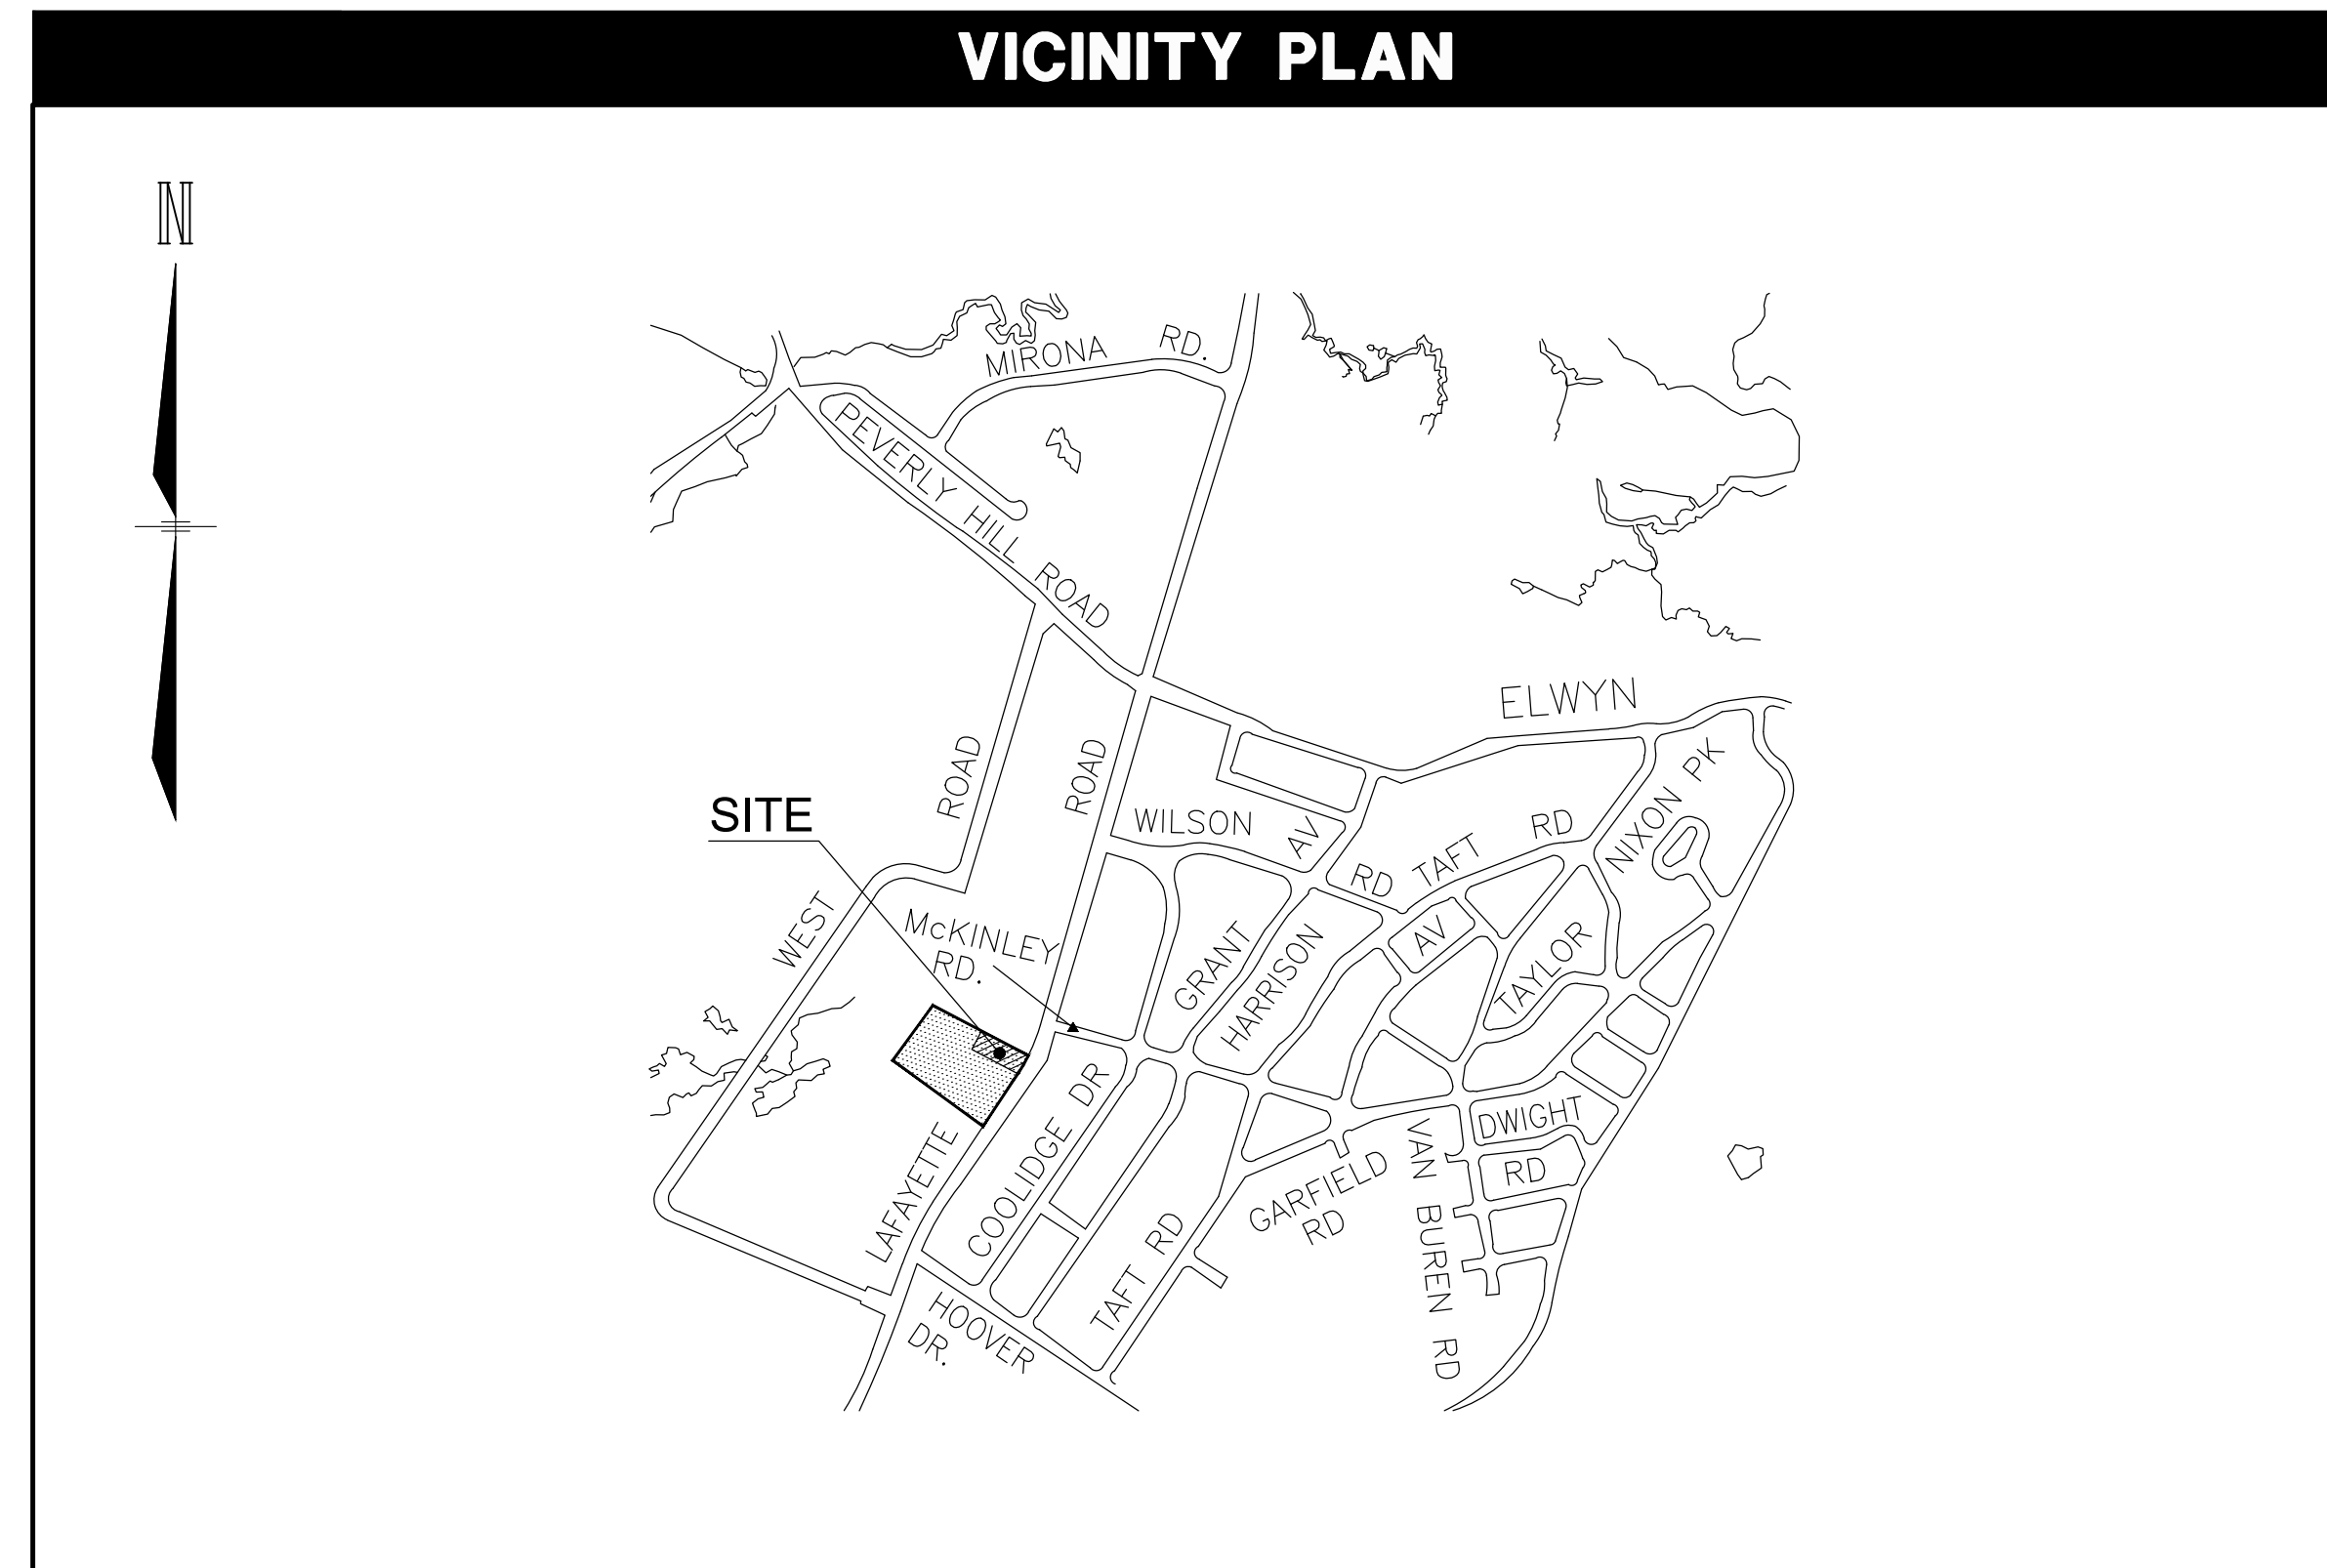 VICINITY PLAN
N
MIRONA RD.
PEVERLY HILL ROAD
ELWYN
ROAD
ROAD
NIXON PK
SITE
WILSON AV
TAFT RD
RD
WEST
McKINLEY
RD.
AV
GRANT
HARRISON
TAYLOR
COOLIDGE DR
DWIGHT
RD
LAFAYETTE
GARFIELD
RD
VAN BUREN RD
TAFT RD
HOOVER
DR.